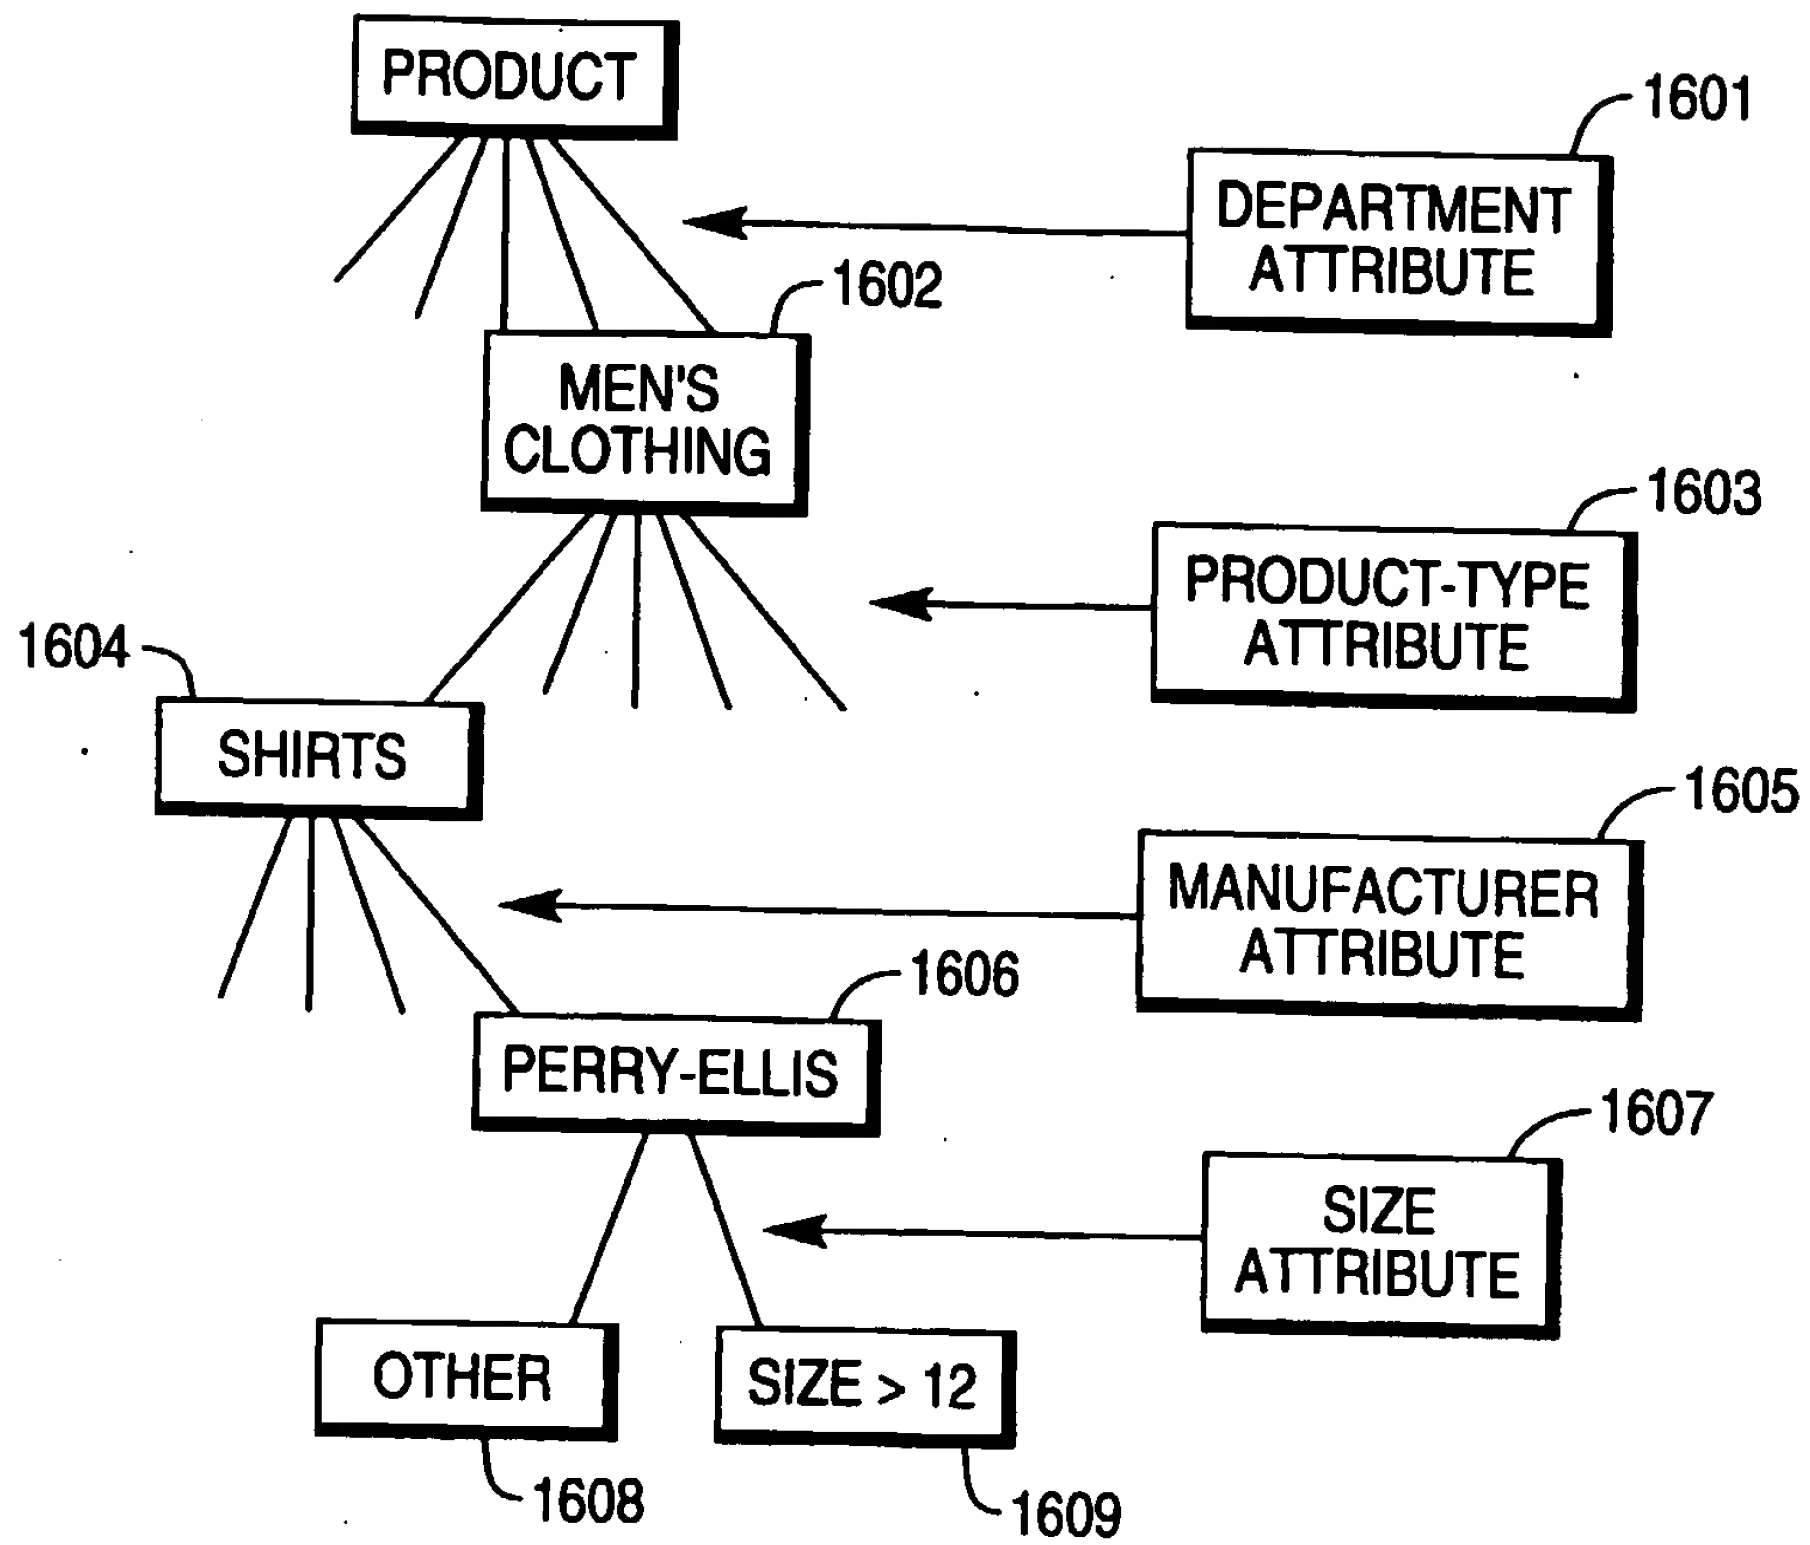 PRODUCT
1601
DEPARTMENT
ATTRIBUTE
1602
MEN'S
CLOTHING
1603
PRODUCT-TYPE
ATTRIBUTE
1604
SHIRTS
1605
MANUFACTURER
ATTRIBUTE
1606
PERRY-ELLIS
1607
SIZE
ATTRIBUTE
OTHER
SIZE > 12
1608
1609